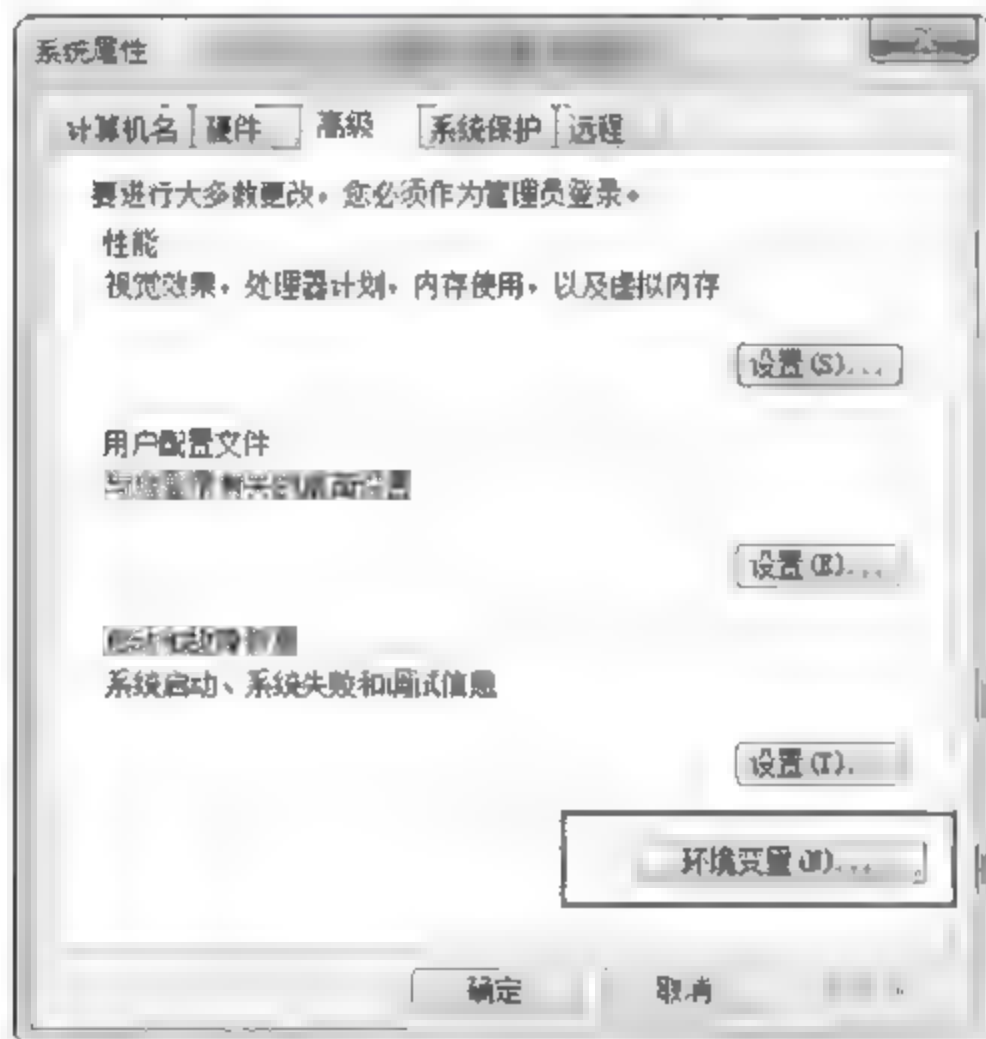 系统属性
计算机名 硬件 高级 系统保护 远程
要进行大多数更改，您必须作为管理员登录。
性能
视觉效果，处理器计划，内存使用，以及虚拟内存
设置(S)...
用户配置文件
设置(E)...
系统启动、系统失败和调试信息
设置(T).
环境变量(N)...
确定 取消